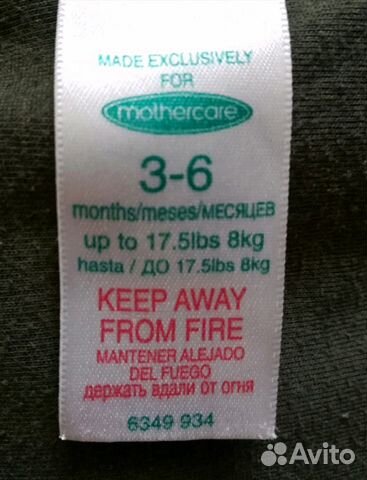 MADE EXCLUSIVELY
FOR
mothercare
3-6
months/meses/МЕСЯЦЕВ
up to 17.5lbs 8kg
hasta / ДО 17.5lbs 8kg
KEEP AWAY
FROM FIRE
MANTENER ALEJADO
DEL FUEGO
держать вдали от огня
6349 934
Avito